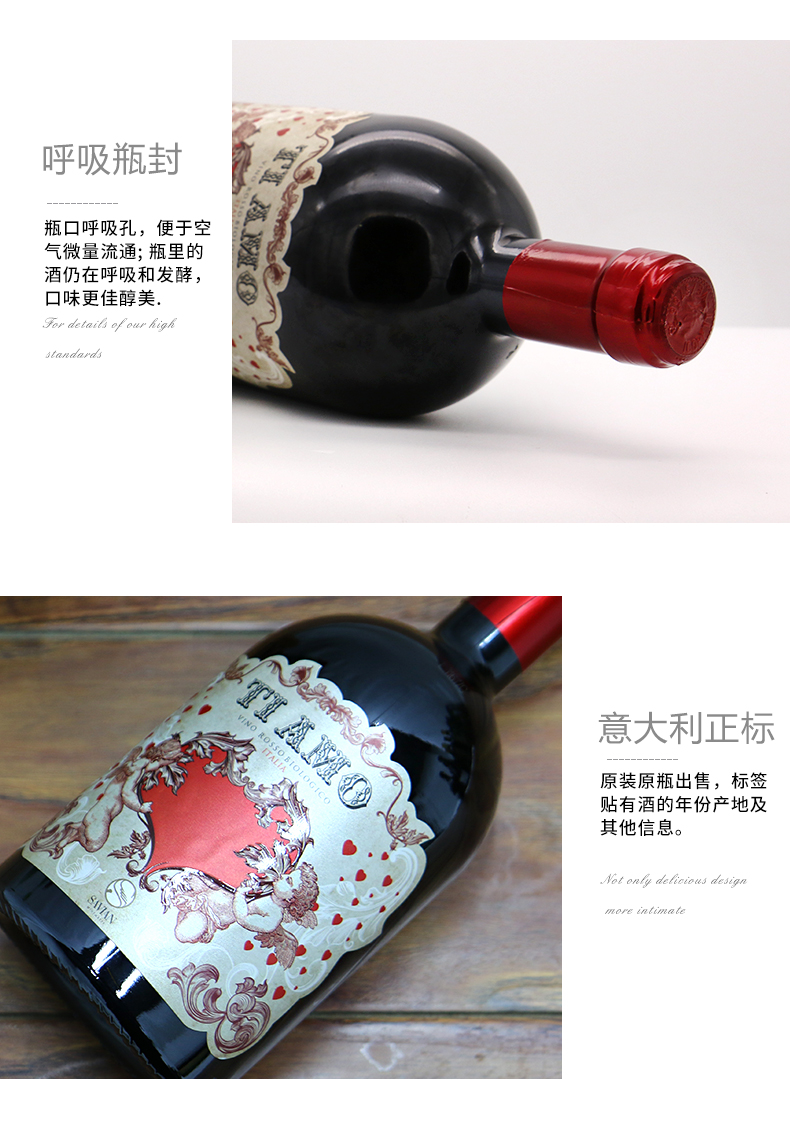 呼吸瓶封
------------
瓶口呼吸孔，便于空
气微量流通; 瓶里的
酒仍在呼吸和发酵，
口味更佳醇美.
For details of our high
standards
TI AMO
VINO ROSSO BIOLOGICO
ITALIA
意大利正标
------------
原装原瓶出售，标签
贴有酒的年份产地及
其他信息。
Not only delicious design
more intimate